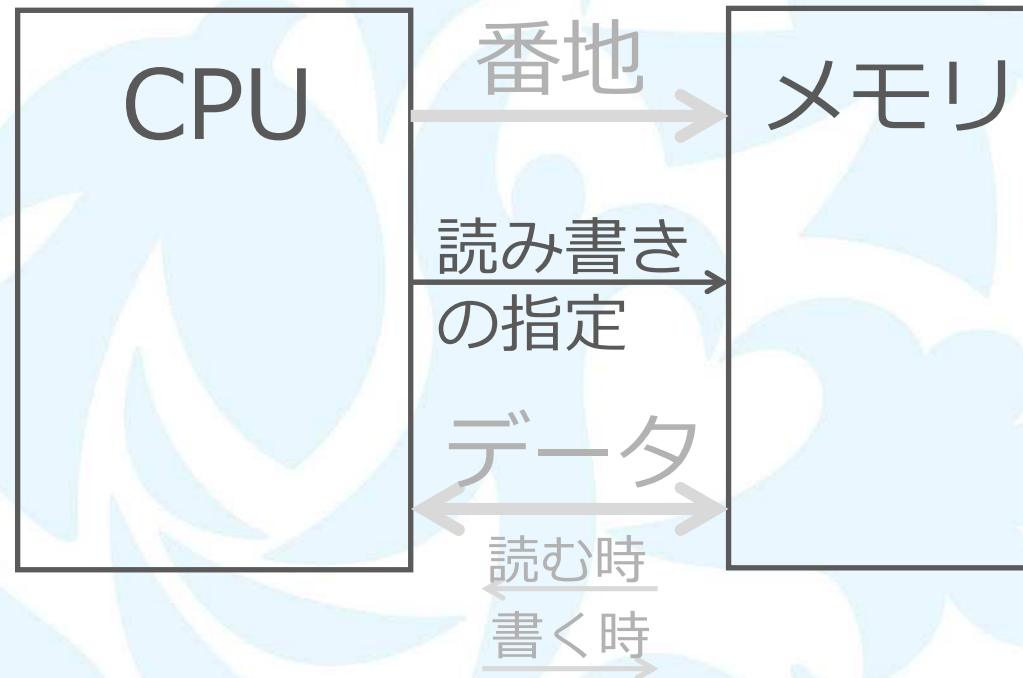 CPU
番地
メモリ
読み書き
の指定
データ
読む時
書く時